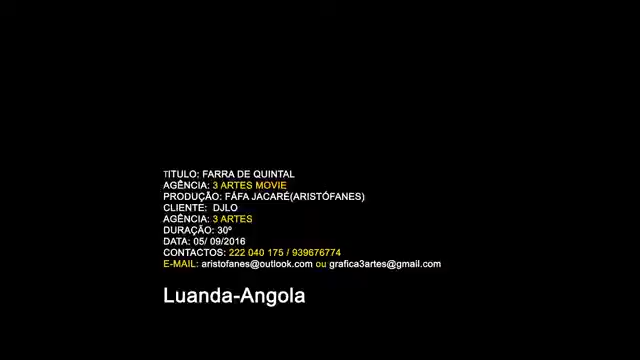 TITULO: FARRA DE QUINTAL
AGÊNCIA: 3 ARTES MOVIE
PRODUÇÃO: FÁFA JACARÉ(ARISTÓFANES)
CLIENTE: DJLO
AGÊNCIA: 3 ARTES
DURAÇÃO: 30º
DATA: 05/ 09/2016
CONTACTOS: 222 040 175 / 939676774
E-MAIL: aristofanes@outlook.com ou grafica3artes@gmail.com
Luanda-Angola